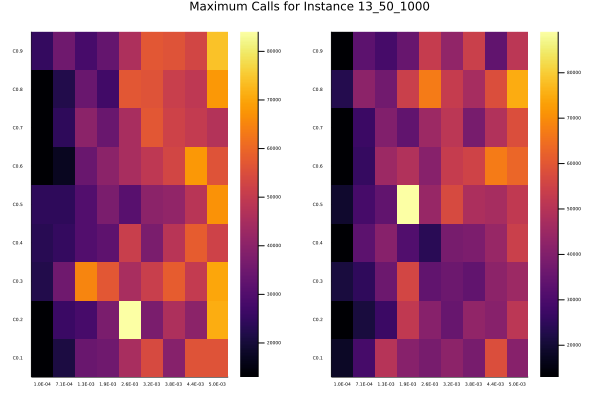 Maximum Calls for Instance 13_50_1000
C0.9
C0.8
C0.7
C0.6
C0.5
C0.4
C0.3
C0.2
C0.1
1.0E-04 7.1E-04 1.3E-03 1.9E-03 2.6E-03 3.2E-03 3.8E-03 4.4E-03 5.0E-03
80000
70000
60000
50000
40000
30000
20000
C0.9
C0.8
C0.7
C0.6
C0.5
C0.4
C0.3
C0.2
C0.1
1.0E-04 7.1E-04 1.3E-03 1.9E-03 2.6E-03 3.2E-03 3.8E-03 4.4E-03 5.0E-03
80000
70000
60000
50000
40000
30000
20000